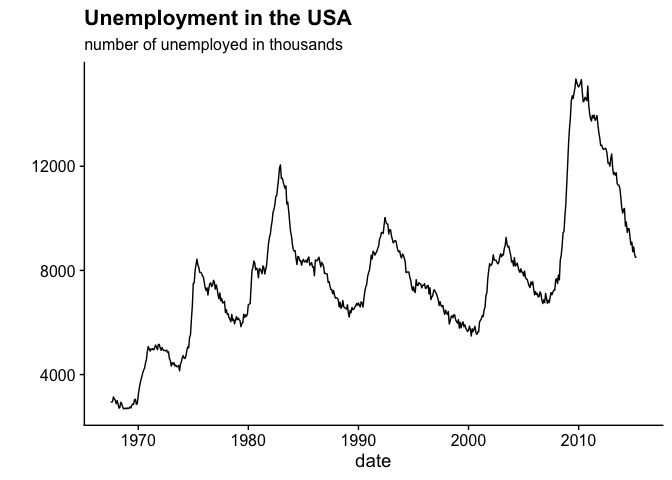 Unemployment in the USA
number of unemployed in thousands
12000
8000
4000
1970 1980 1990 2000 2010
date